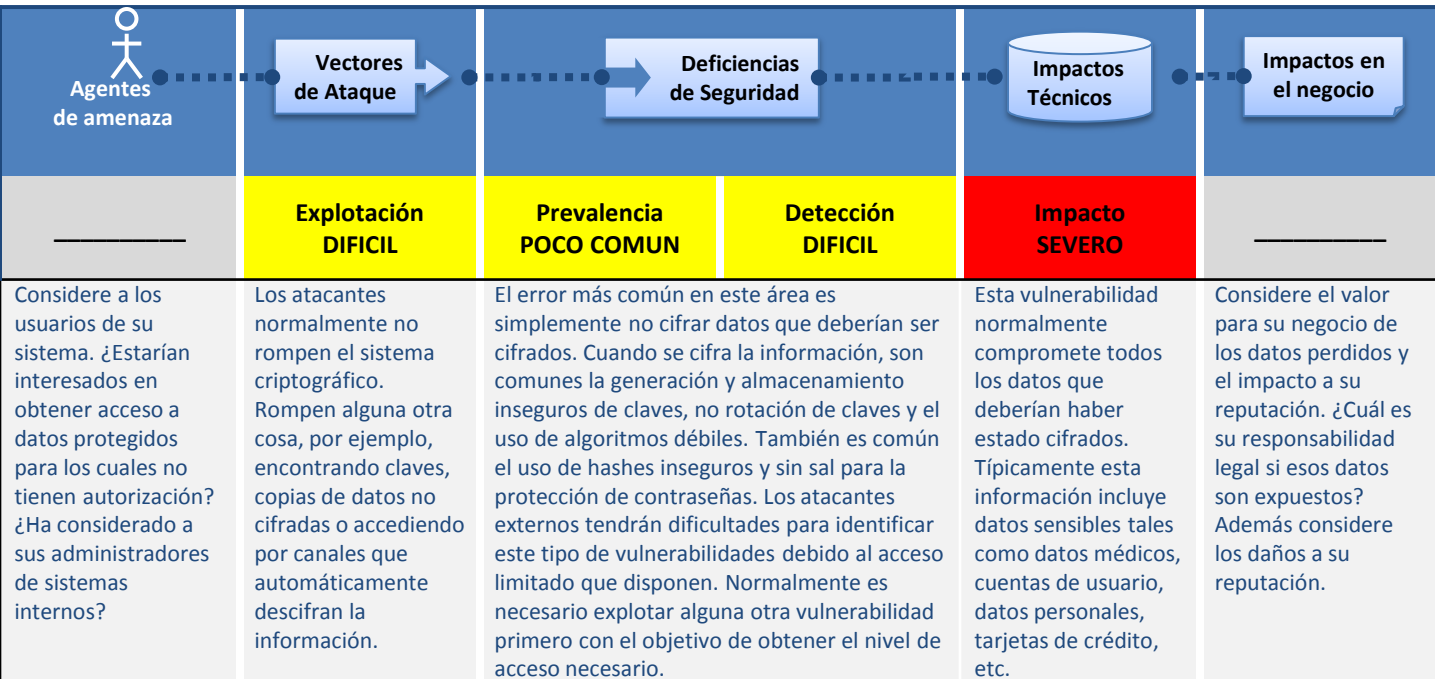 Agentes
de amenaza
Vectores
de Ataque
Deficiencias
de Seguridad
Impactos
Técnicos
Impactos en
el negocio
__________
Explotación
DIFICIL
Prevalencia
POCO COMUN
Detección
DIFICIL
Impacto
SEVERO
__________
Considere a los
usuarios de su
sistema. ¿Estarían
interesados en
obtener acceso a
datos protegidos
para los cuales no
tienen autorización?
¿Ha considerado a
sus administradores
de sistemas
internos?
Los atacantes
normalmente no
rompen el sistema
criptográfico.
Rompen alguna otra
cosa, por ejemplo,
encontrando claves,
copias de datos no
cifradas o accediendo
por canales que
automáticamente
descifran la
información.
El error más común en este área es
simplemente no cifrar datos que deberían ser
cifrados. Cuando se cifra la información, son
comunes la generación y almacenamiento
inseguros de claves, no rotación de claves y el
uso de algoritmos débiles. También es común
el uso de hashes inseguros y sin sal para la
protección de contraseñas. Los atacantes
externos tendrán dificultades para identificar
este tipo de vulnerabilidades debido al acceso
limitado que disponen. Normalmente es
necesario explotar alguna otra vulnerabilidad
primero con el objetivo de obtener el nivel de
acceso necesario.
Esta vulnerabilidad
normalmente
compromete todos
los datos que
deberían haber
estado cifrados.
Típicamente esta
información incluye
datos sensibles tales
como datos médicos,
cuentas de usuario,
datos personales,
tarjetas de crédito,
etc.
Considere el valor
para su negocio de
los datos perdidos y
el impacto a su
reputación. ¿Cuál es
su responsabilidad
legal si esos datos
son expuestos?
Además considere
los daños a su
reputación.